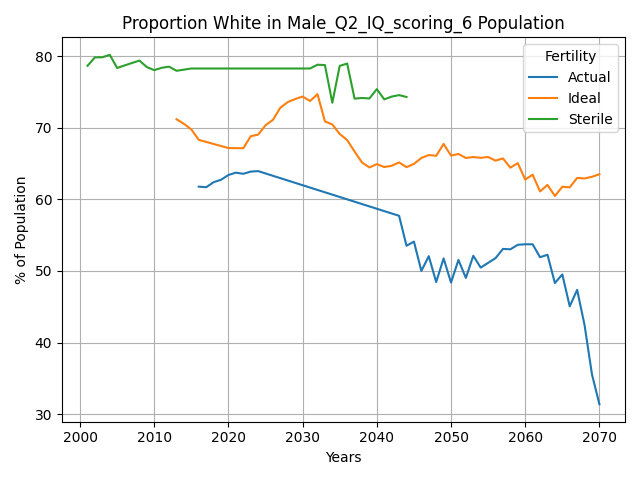 Proportion White in Male_Q2_IQ_scoring_6 Population
Fertility
Actual
Ideal
Sterile
% of Population
80
70
60
50
40
30
2000 2010 2020 2030 2040 2050 2060 2070
Years